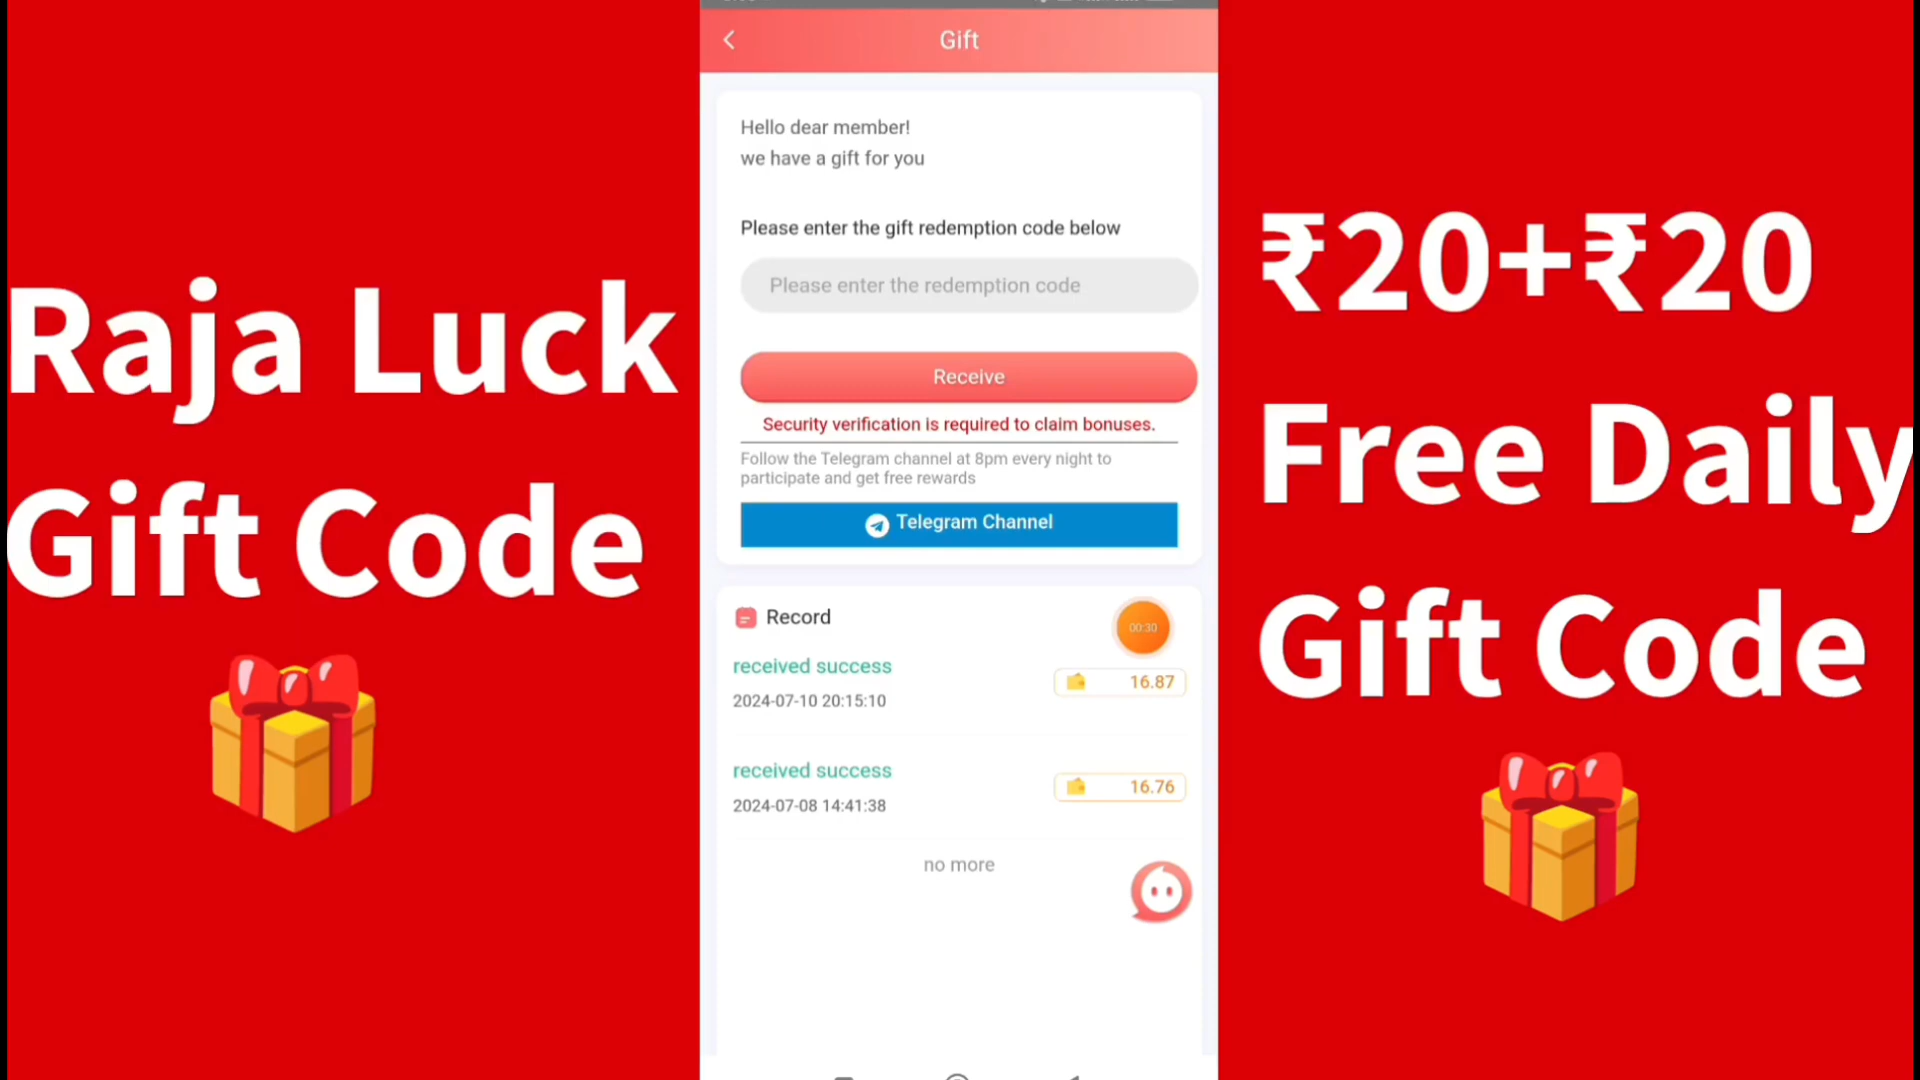 Gift
Hello dear member!
we have a gift for you
Please enter the gift redemption code below
Please enter the redemption code
Receive
Security verification is required to claim bonuses.
Follow the Telegram channel at 8pm every night to
participate and get free rewards
Telegram Channel
Record
00:30
received success
16.87
2024-07-10 20:15:10
received success
16.76
2024-07-08 14:41:38
no more
Raja Luck
Gift Code
₹20+₹20
Free Daily
Gift Code